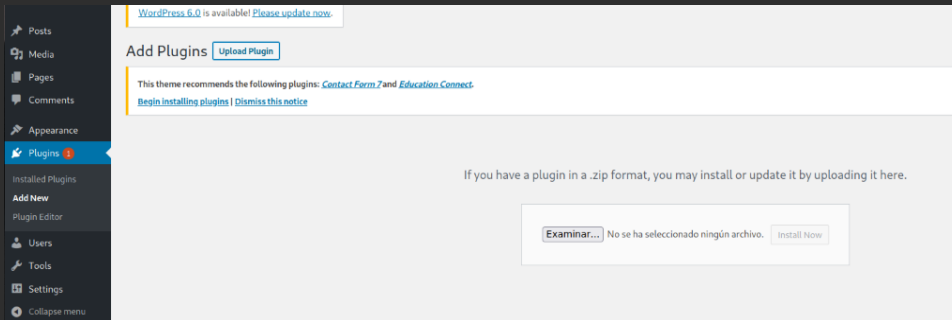 WordPress 6.0 is available! Please update now.
Posts
Media
Pages
Comments
Appearance
Plugins 1
Installed Plugins
Add New
Plugin Editor
Users
Tools
Settings
Collapse menu
Add Plugins Upload Plugin
This theme recommends the following plugins: Contact Form 7 and Education Connect.
Begin installing plugins | Dismiss this notice
If you have a plugin in a .zip format, you may install or update it by uploading it here.
Examinar... No se ha seleccionado ningún archivo. Install Now